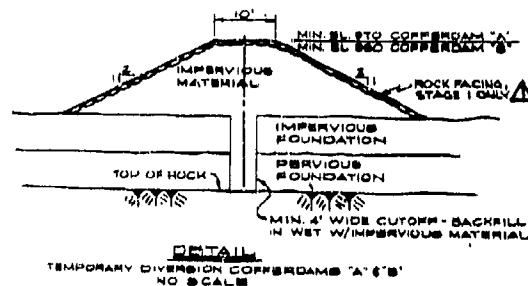 10'
MIN. EL. 970 COFFERDAM "A"
MIN. EL. 960 COFFERDAM "B"
2
IMPERVIOUS
MATERIAL
2
ROCK FACING,
STAGE 1 ONLY
IMPERVIOUS
FOUNDATION
PERVIOUS
FOUNDATION
TOP OF ROCK
MIN. 4' WIDE CUTOFF - BACKFILL
IN WET W/IMPERVIOUS MATERIAL
DETAIL
TEMPORARY DIVERSION COFFERDAMS "A" & "B"
NO SCALE